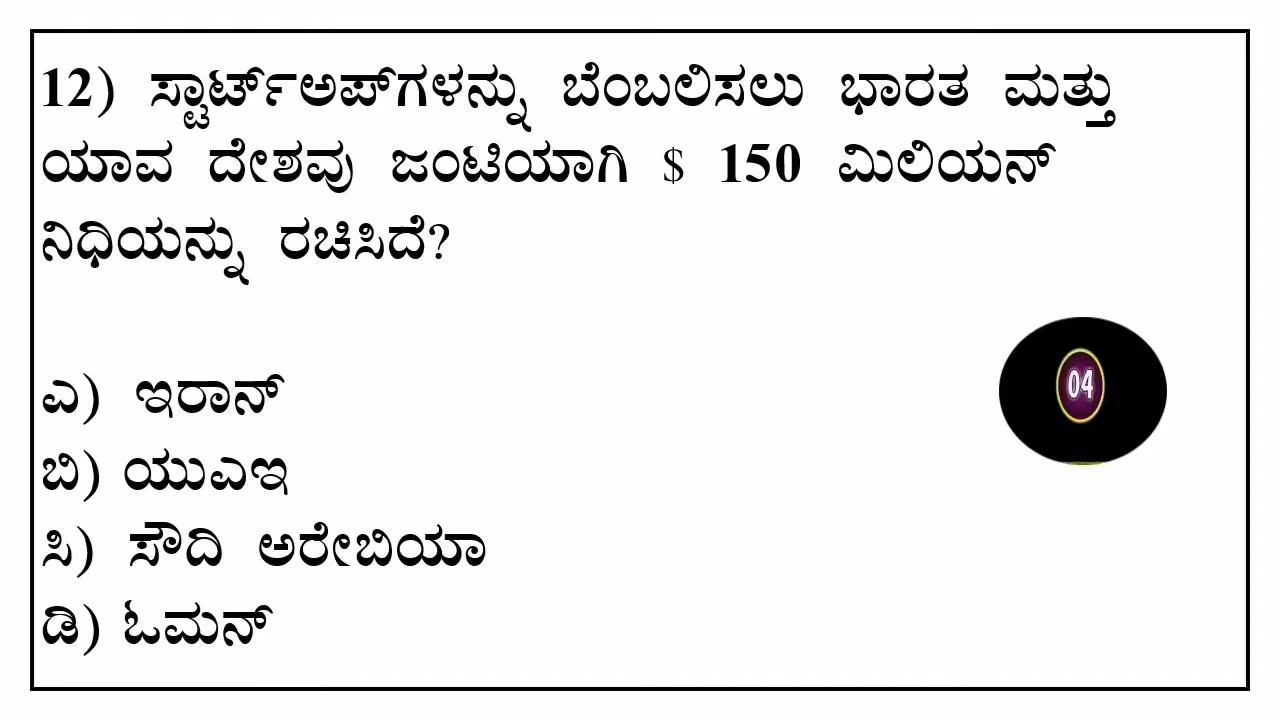 12) ಸ್ಟಾರ್ಟ್‌ಅಪ್‌ಗಳನ್ನು ಬೆಂಬಲಿಸಲು ಭಾರತ ಮತ್ತು
ಯಾವ ದೇಶವು ಜಂಟಿಯಾಗಿ $ 150 ಮಿಲಿಯನ್
ನಿಧಿಯನ್ನು ರಚಿಸಿದೆ?
ಎ) ಇರಾನ್
04
ಬಿ) ಯುಎಇ
ಸಿ) ಸೌದಿ ಅರೇಬಿಯಾ
ಡಿ) ಓಮನ್